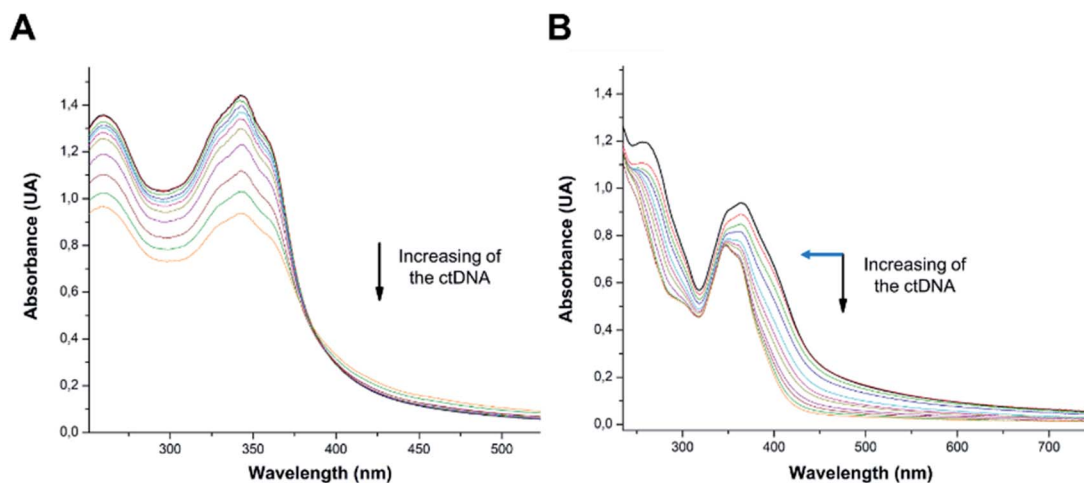 A
B
1,4
1,2
1,0
0,8
0,6
0,4
0,2
0,0
Absorbance (UA)
300
350
400
450
500
Wavelength (nm)
Increasing of
the ctDNA
1,4
1,2
1,0
0,8
0,6
0,4
0,2
0,0
Absorbance (UA)
300
400
500
600
700
Wavelength (nm)
Increasing of
the ctDNA